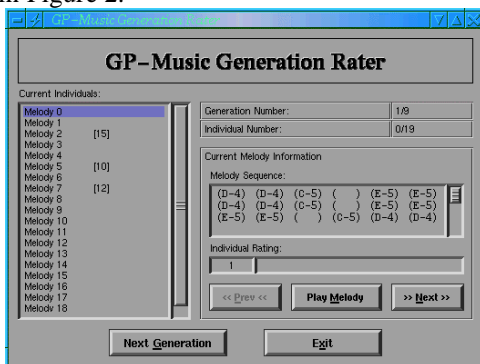 in Figure 2.
GP-Music Generation Rater
GP-Music Generation Rater
Current Individuals:
Melody 0
Melody 1
Melody 2 [15]
Melody 3
Melody 4
Melody 5 [10]
Melody 6
Melody 7 [12]
Melody 8
Melody 9
Melody 10
Melody 11
Melody 12
Melody 13
Melody 14
Melody 15
Melody 16
Melody 17
Melody 18
Generation Number: 1/9
Individual Number: 0/19
Current Melody Information
Melody Sequence:
(D-4) (D-4) (C-5) ( ) (E-5) (E-5)
(D-4) (D-4) (C-5) ( ) (E-5) (E-5)
(E-5) (E-5) ( ) (C-5) (D-4) (D-4)
Individual Rating:
1
<< Prev << Play Melody >> Next >>
Next Generation Exit